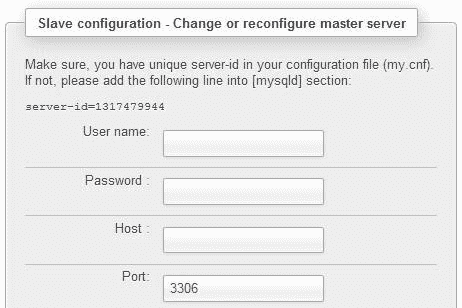 Slave configuration - Change or reconfigure master server
Make sure, you have unique server-id in your configuration file (my.cnf).
If not, please add the following line into [mysqld] section:
server-id=1317479944
User name:
Password :
Host :
Port:
3306